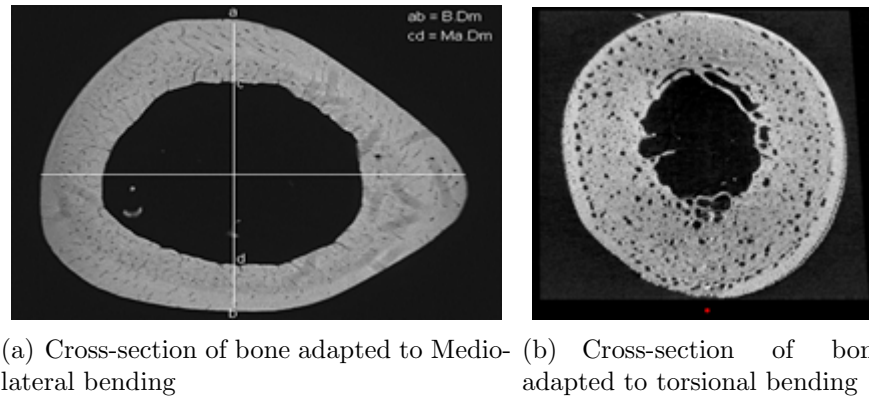 a
ab = B.Dm
cd = Ma.Dm
c
d
b
(a) Cross-section of bone adapted to Medio-
lateral bending
(b) Cross-section of bon
adapted to torsional bending